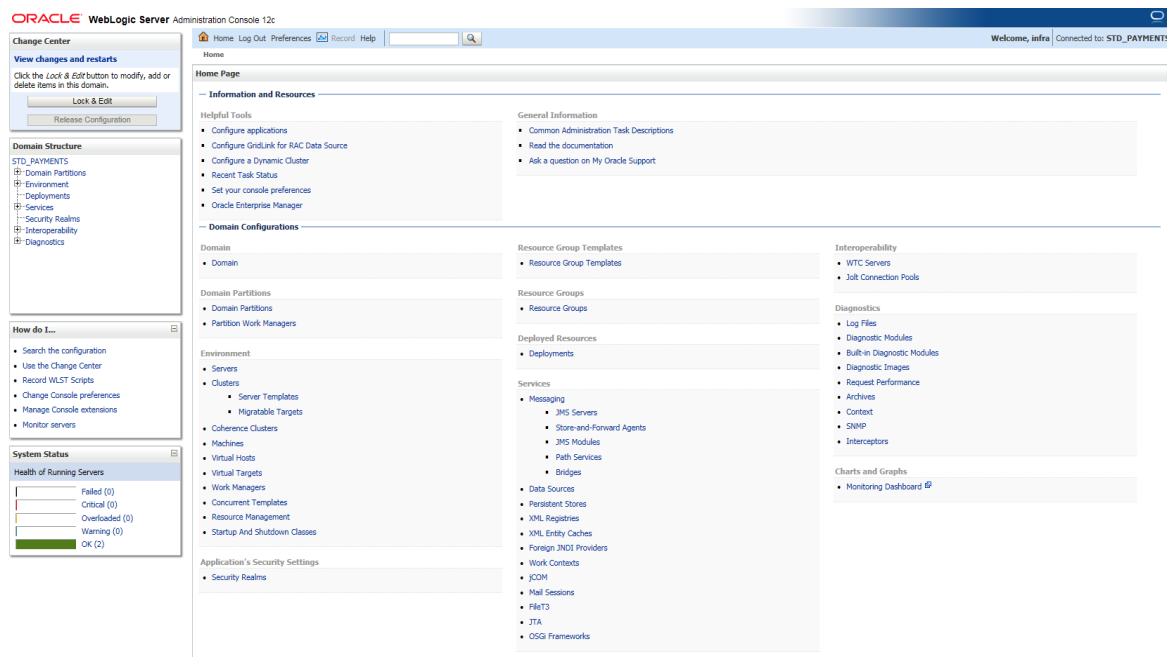 ORACLE WebLogic Server Administration Console 12c
Change Center
View changes and restarts
Click the Lock & Edit button to modify, add or
delete items in this domain.
Lock & Edit
Release Configuration
Domain Structure
STD_PAYMENTS
Domain Partitions
Environment
Deployments
Services
Security Realms
Interoperability
Diagnostics
How do I...
Search the configuration
Use the Change Center
Record WLST Scripts
Change Console preferences
Manage Console extensions
Monitor servers
System Status
Health of Running Servers
Failed (0)
Critical (0)
Overloaded (0)
Warning (0)
OK (2)
Home Log Out Preferences Record Help
Welcome, infra Connected to: STD_PAYMENTS
Home
Home Page
Information and Resources
Helpful Tools
Configure applications
Configure GridLink for RAC Data Source
Configure a Dynamic Cluster
Recent Task Status
Set your console preferences
Oracle Enterprise Manager
General Information
Common Administration Task Descriptions
Read the documentation
Ask a question on My Oracle Support
Domain Configurations
Domain
Domain
Domain Partitions
Domain Partitions
Partition Work Managers
Environment
Servers
Clusters
Server Templates
Migratable Targets
Coherence Clusters
Machines
Virtual Hosts
Virtual Targets
Work Managers
Concurrent Templates
Resource Management
Startup And Shutdown Classes
Application's Security Settings
Security Realms
Resource Group Templates
Resource Group Templates
Resource Groups
Resource Groups
Deployed Resources
Deployments
Services
Messaging
JMS Servers
Store-and-Forward Agents
JMS Modules
Path Services
Bridges
Data Sources
Persistent Stores
XML Registries
XML Entity Caches
Foreign JNDI Providers
Work Contexts
jCOM
Mail Sessions
FileT3
JTA
OSGi Frameworks
Interoperability
WTC Servers
Jolt Connection Pools
Diagnostics
Log Files
Diagnostic Modules
Built-in Diagnostic Modules
Diagnostic Images
Request Performance
Archives
Context
SNMP
Interceptors
Charts and Graphs
Monitoring Dashboard